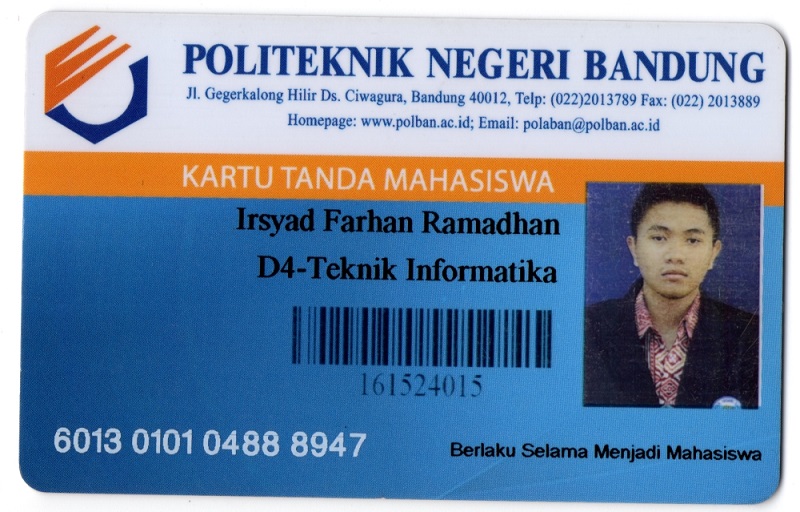 POLITEKNIK NEGERI BANDUNG
Jl. Gegerkalong Hilir Ds. Ciwagura, Bandung 40012, Telp: (022)2013789 Fax: (022) 2013889
Homepage: www.polban.ac.id; Email: polaban@polban.ac.id
KARTU TANDA MAHASISWA
Irsyad Farhan Ramadhan
D4-Teknik Informatika
161524015
6013 0101 0488 8947
Berlaku Selama Menjadi Mahasiswa